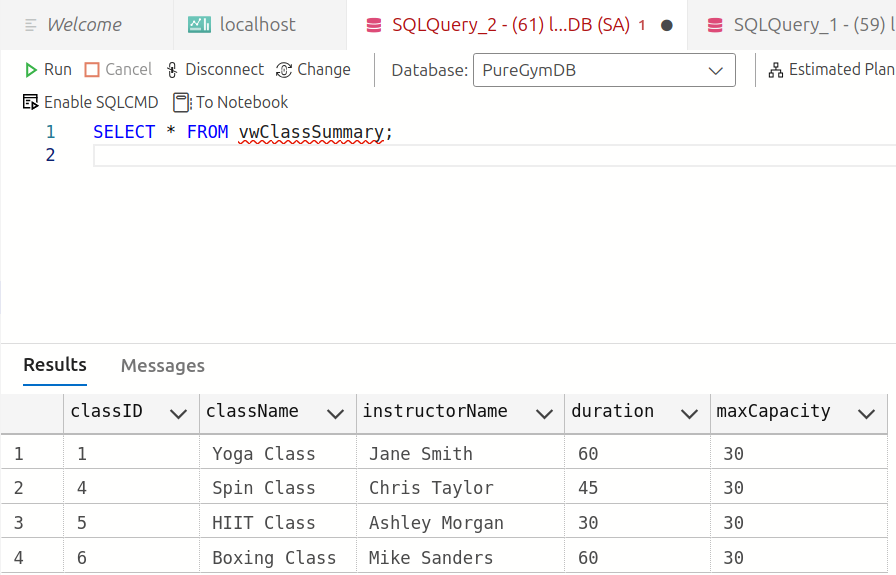 Welcome
localhost
SQLQuery_2 - (61) l...DB (SA) 1
SQLQuery_1 - (59) l
Run
Cancel
Disconnect
Change
Database:
PureGymDB
Estimated Plan
Enable SQLCMD
To Notebook
1 SELECT * FROM vwClassSummary;
2
Results Messages
classID className instructorName duration maxCapacity
1 1 Yoga Class Jane Smith 60 30
2 4 Spin Class Chris Taylor 45 30
3 5 HIIT Class Ashley Morgan 30 30
4 6 Boxing Class Mike Sanders 60 30